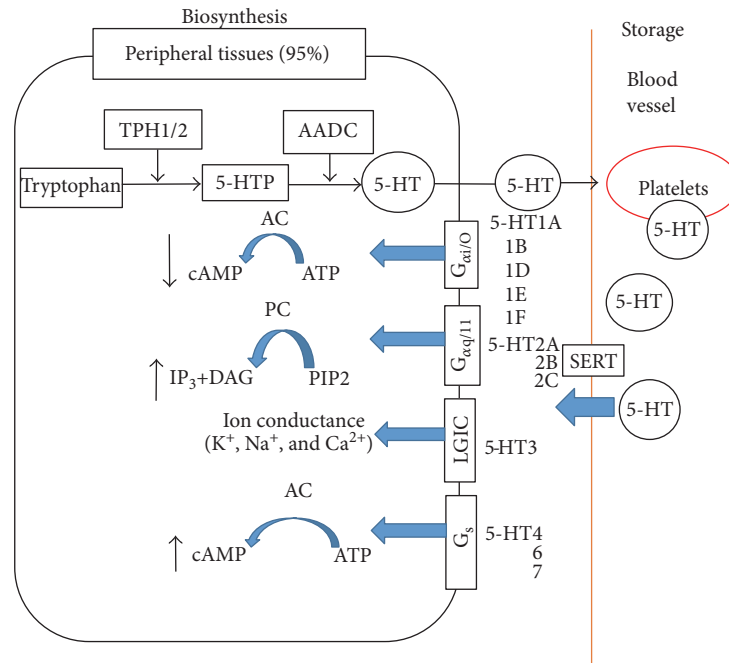 Biosynthesis
Peripheral tissues (95%)
Storage
Blood
vessel
TPH1/2
AADC
Tryptophan
5-HTP
5-HT
5-HT
Platelets
5-HT
AC
cAMP
ATP
Gαi/O
5-HT1A
1B
1D
1E
1F
5-HT
PC
IP₃+DAG
PIP2
Gαq/11
5-HT2A
2B
2C
SERT
5-HT
Ion conductance
(K⁺, Na⁺, and Ca²⁺)
LGIC
5-HT3
AC
cAMP
ATP
Gₛ
5-HT4
6
7